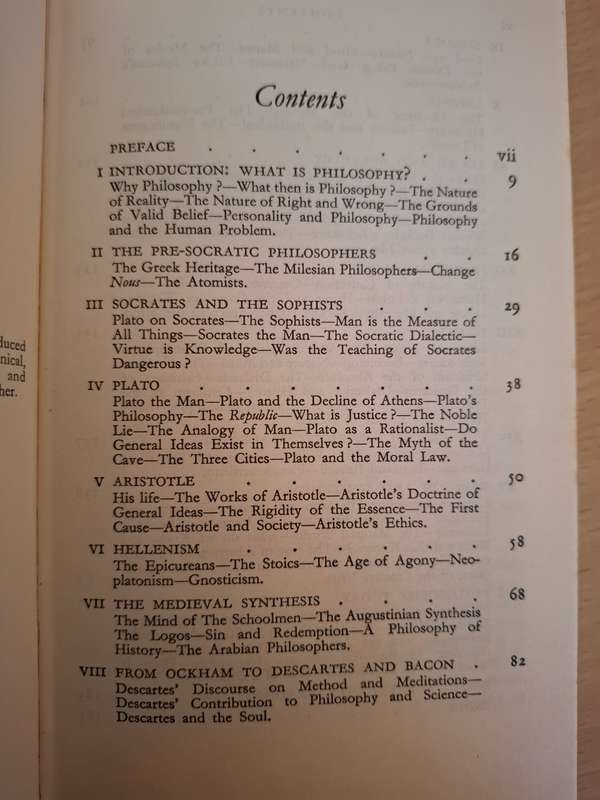 Contents
PREFACE . . . . . . . vii
I INTRODUCTION: WHAT IS PHILOSOPHY? . . 9
Why Philosophy ?—What then is Philosophy ?—The Nature
of Reality—The Nature of Right and Wrong—The Grounds
of Valid Belief—Personality and Philosophy—Philosophy
and the Human Problem.
II THE PRE-SOCRATIC PHILOSOPHERS . . 16
The Greek Heritage—The Milesian Philosophers—Change
Nous—The Atomists.
III SOCRATES AND THE SOPHISTS . . . 29
Plato on Socrates—The Sophists—Man is the Measure of
All Things—Socrates the Man—The Socratic Dialectic—
Virtue is Knowledge—Was the Teaching of Socrates
Dangerous ?
IV PLATO . . . . . . . 38
Plato the Man—Plato and the Decline of Athens—Plato's
Philosophy—The Republic—What is Justice ?—The Noble
Lie—The Analogy of Man—Plato as a Rationalist—Do
General Ideas Exist in Themselves ?—The Myth of the
Cave—The Three Cities—Plato and the Moral Law.
V ARISTOTLE . . . . . . 50
His life—The Works of Aristotle—Aristotle's Doctrine of
General Ideas—The Rigidity of the Essence—The First
Cause—Aristotle and Society—Aristotle's Ethics.
VI HELLENISM . . . . . . 58
The Epicureans—The Stoics—The Age of Agony—Neo-
platonism—Gnosticism.
VII THE MEDIEVAL SYNTHESIS . . . . 68
The Mind of The Schoolmen—The Augustinian Synthesis
The Logos—Sin and Redemption—A Philosophy of
History—The Arabian Philosophers.
VIII FROM OCKHAM TO DESCARTES AND BACON . 82
Descartes' Discourse on Method and Meditations—
Descartes' Contribution to Philosophy and Science—
Descartes and the Soul.
duced
nical,
and
her.